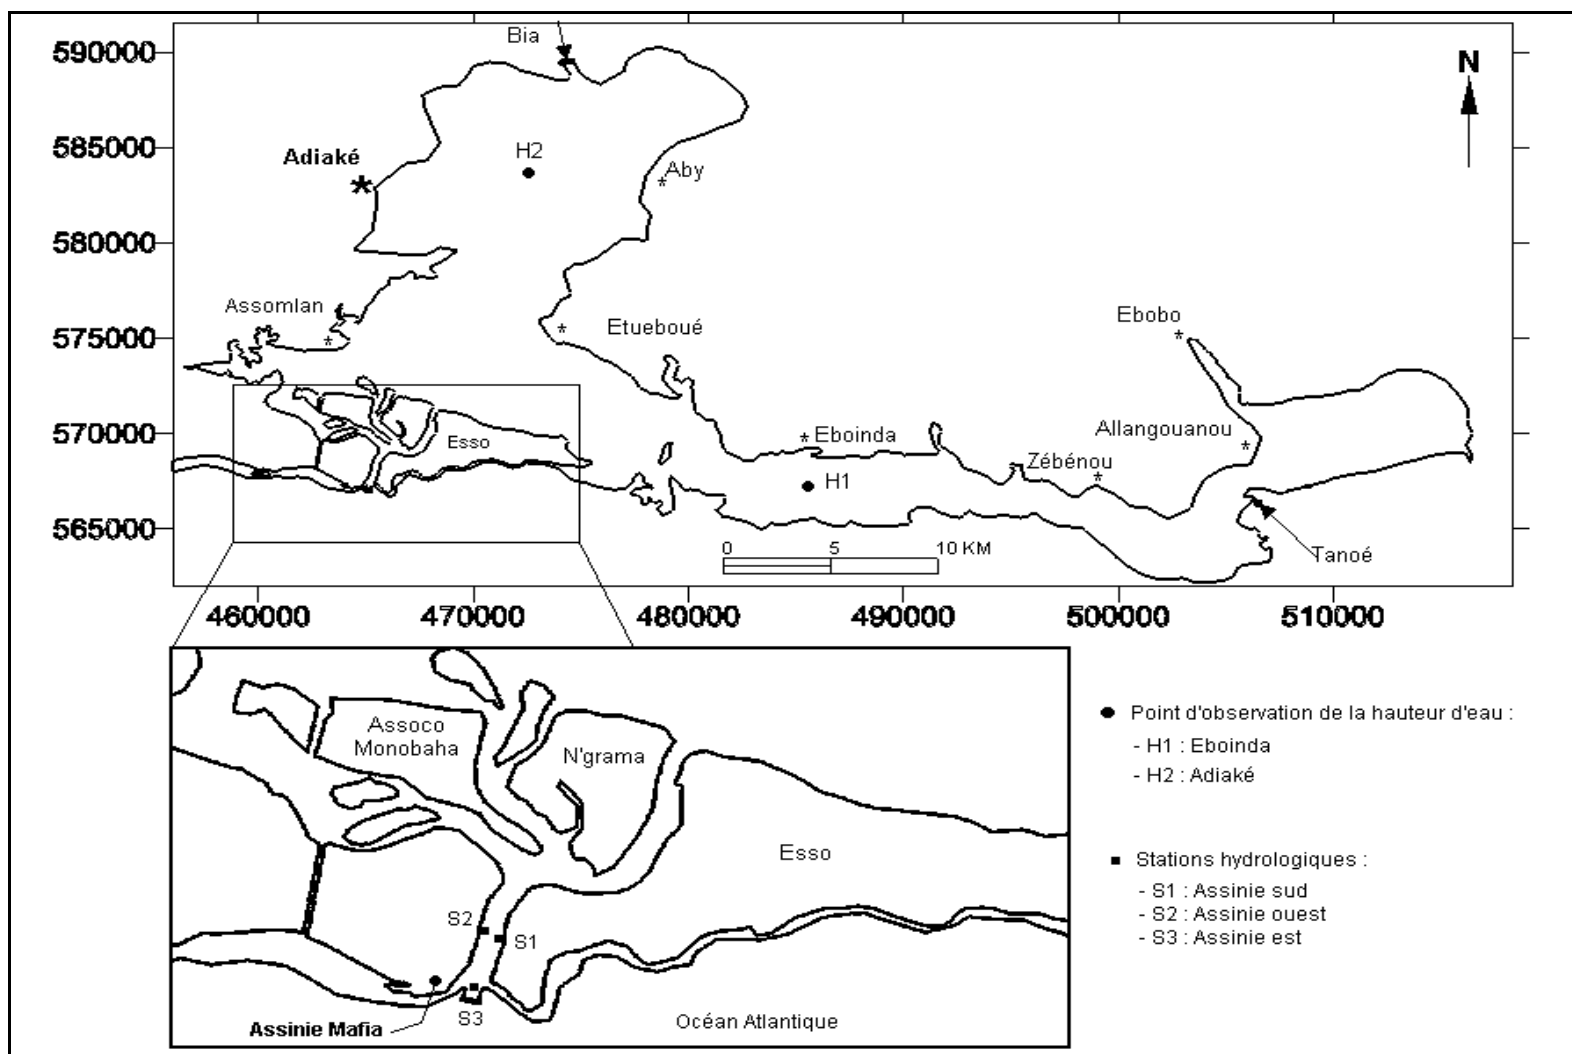 Bia
590000
N
585000
Adiaké
H2
Aby
580000
Assomlan
Etueboué
Ebobo
575000
570000
Esso
Eboinda
Allangouanou
Zébénou
H1
565000
0 5 10 KM
Tanoé
460000 470000 480000 490000 500000 510000
Assoco
Monobaha
N'grama
Esso
S2
S1
Assinie Mafia
S3
Océan Atlantique
Point d'observation de la hauteur d'eau :
- H1 : Eboinda
- H2 : Adiaké
Stations hydrologiques :
- S1 : Assinie sud
- S2 : Assinie ouest
- S3 : Assinie est